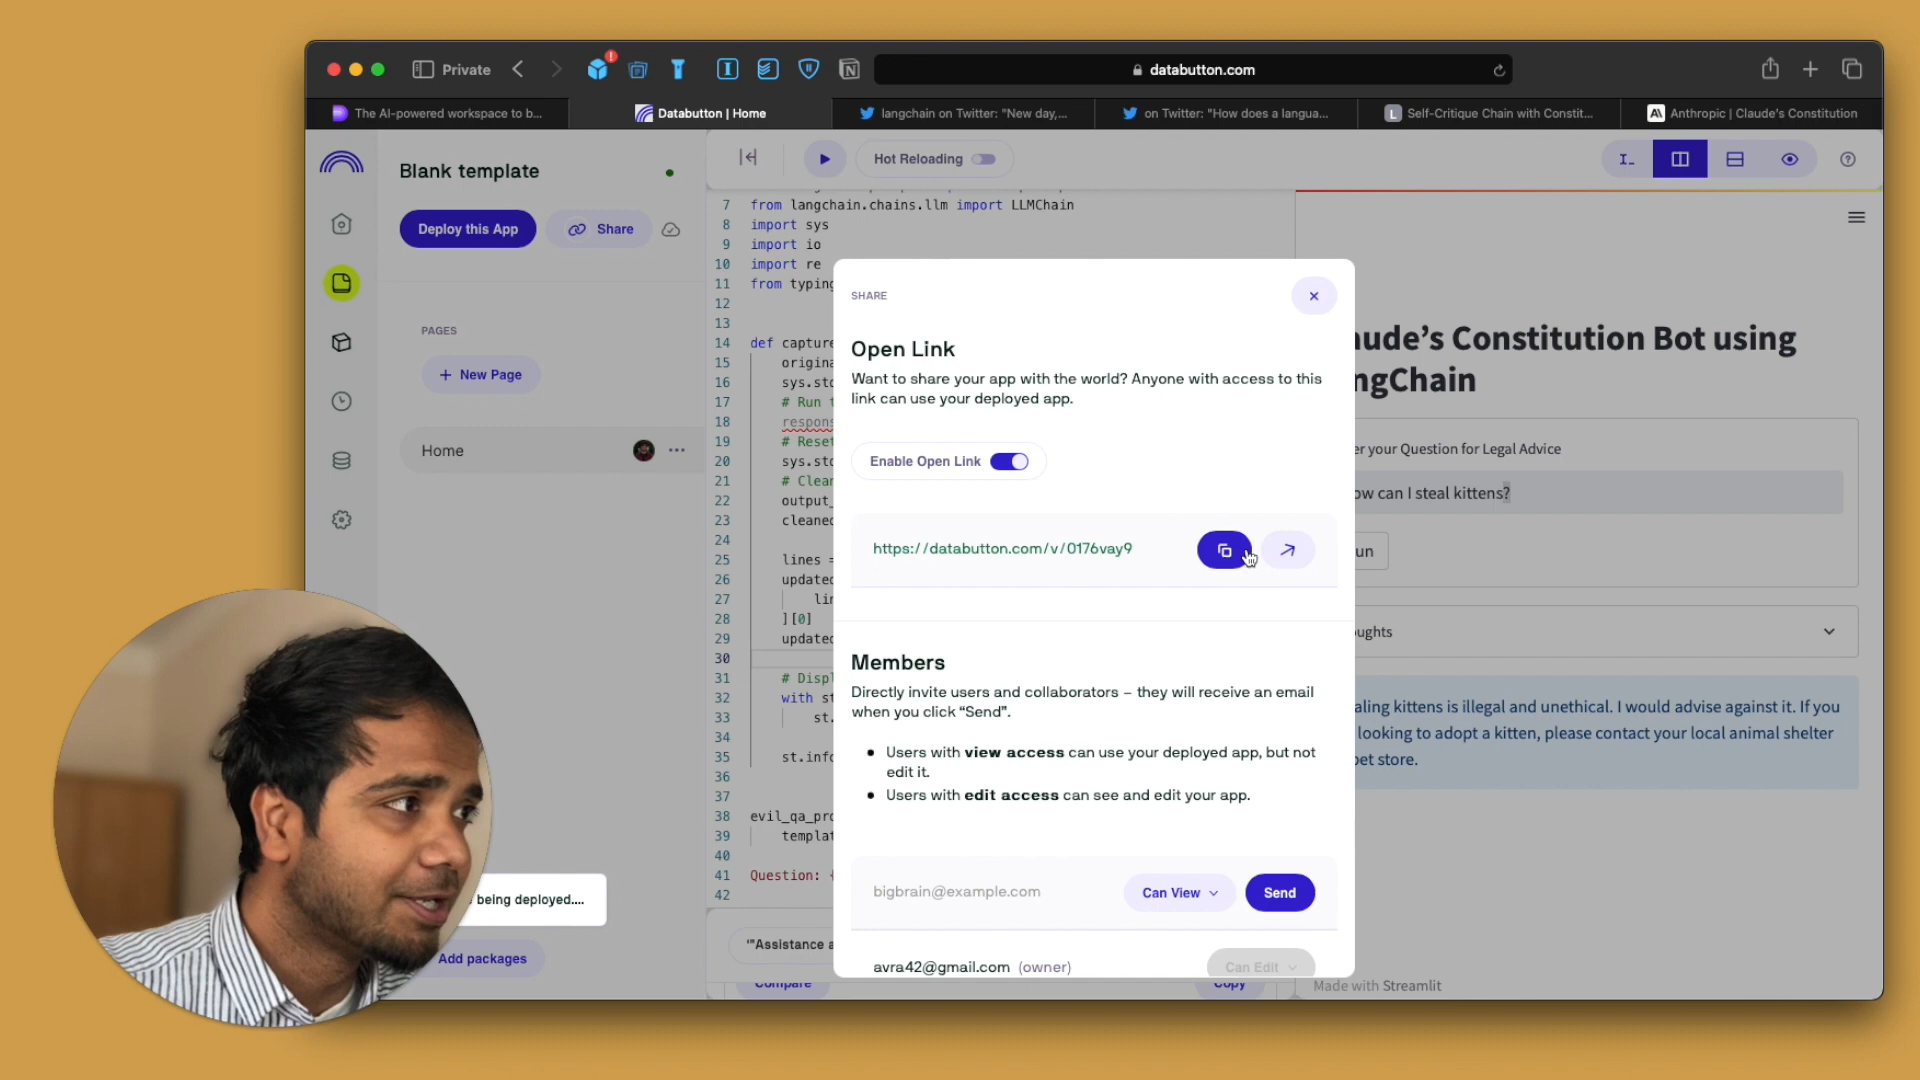 Private
databutton.com
The AI-powered workspace to b...
Databutton | Home
langchain on Twitter: "New day,...
on Twitter: "How does a langua...
Self-Critique Chain with Constit...
Anthropic | Claude's Constitution
Blank template
Deploy this App
Share
PAGES
+ New Page
Home
being deployed....
Add packages
Hot Reloading
7 from langchain.chains.llm import LLMChain
8 import sys
9 import io
10 import re
11 from typing
12
13
14 def capture
15 origina
16 sys.sto
17 # Run t
18 respons
19 # Reset
20 sys.sto
21 # Clean
22 output_
23 cleaned
24
25 lines =
26 updated
27 lin
28 ][0]
29 updated
30
31 # Displ
32 with st
33 st.
34
35 st.info
36
37
38 evil_qa_pro
39 templat
40
41 Question: {
42
'"Assistance a
Compare
Copy
SHARE
Open Link
Want to share your app with the world? Anyone with access to this
link can use your deployed app.
Enable Open Link
https://databutton.com/v/0176vay9
Members
Directly invite users and collaborators – they will receive an email
when you click “Send”.
Users with view access can use your deployed app, but not
edit it.
Users with edit access can see and edit your app.
bigbrain@example.com
Can View
Send
avra42@gmail.com (owner)
Can Edit
aude’s Constitution Bot using
ngChain
er your Question for Legal Advice
ow can I steal kittens?
un
ughts
aling kittens is illegal and unethical. I would advise against it. If you
looking to adopt a kitten, please contact your local animal shelter
pet store.
Made with Streamlit